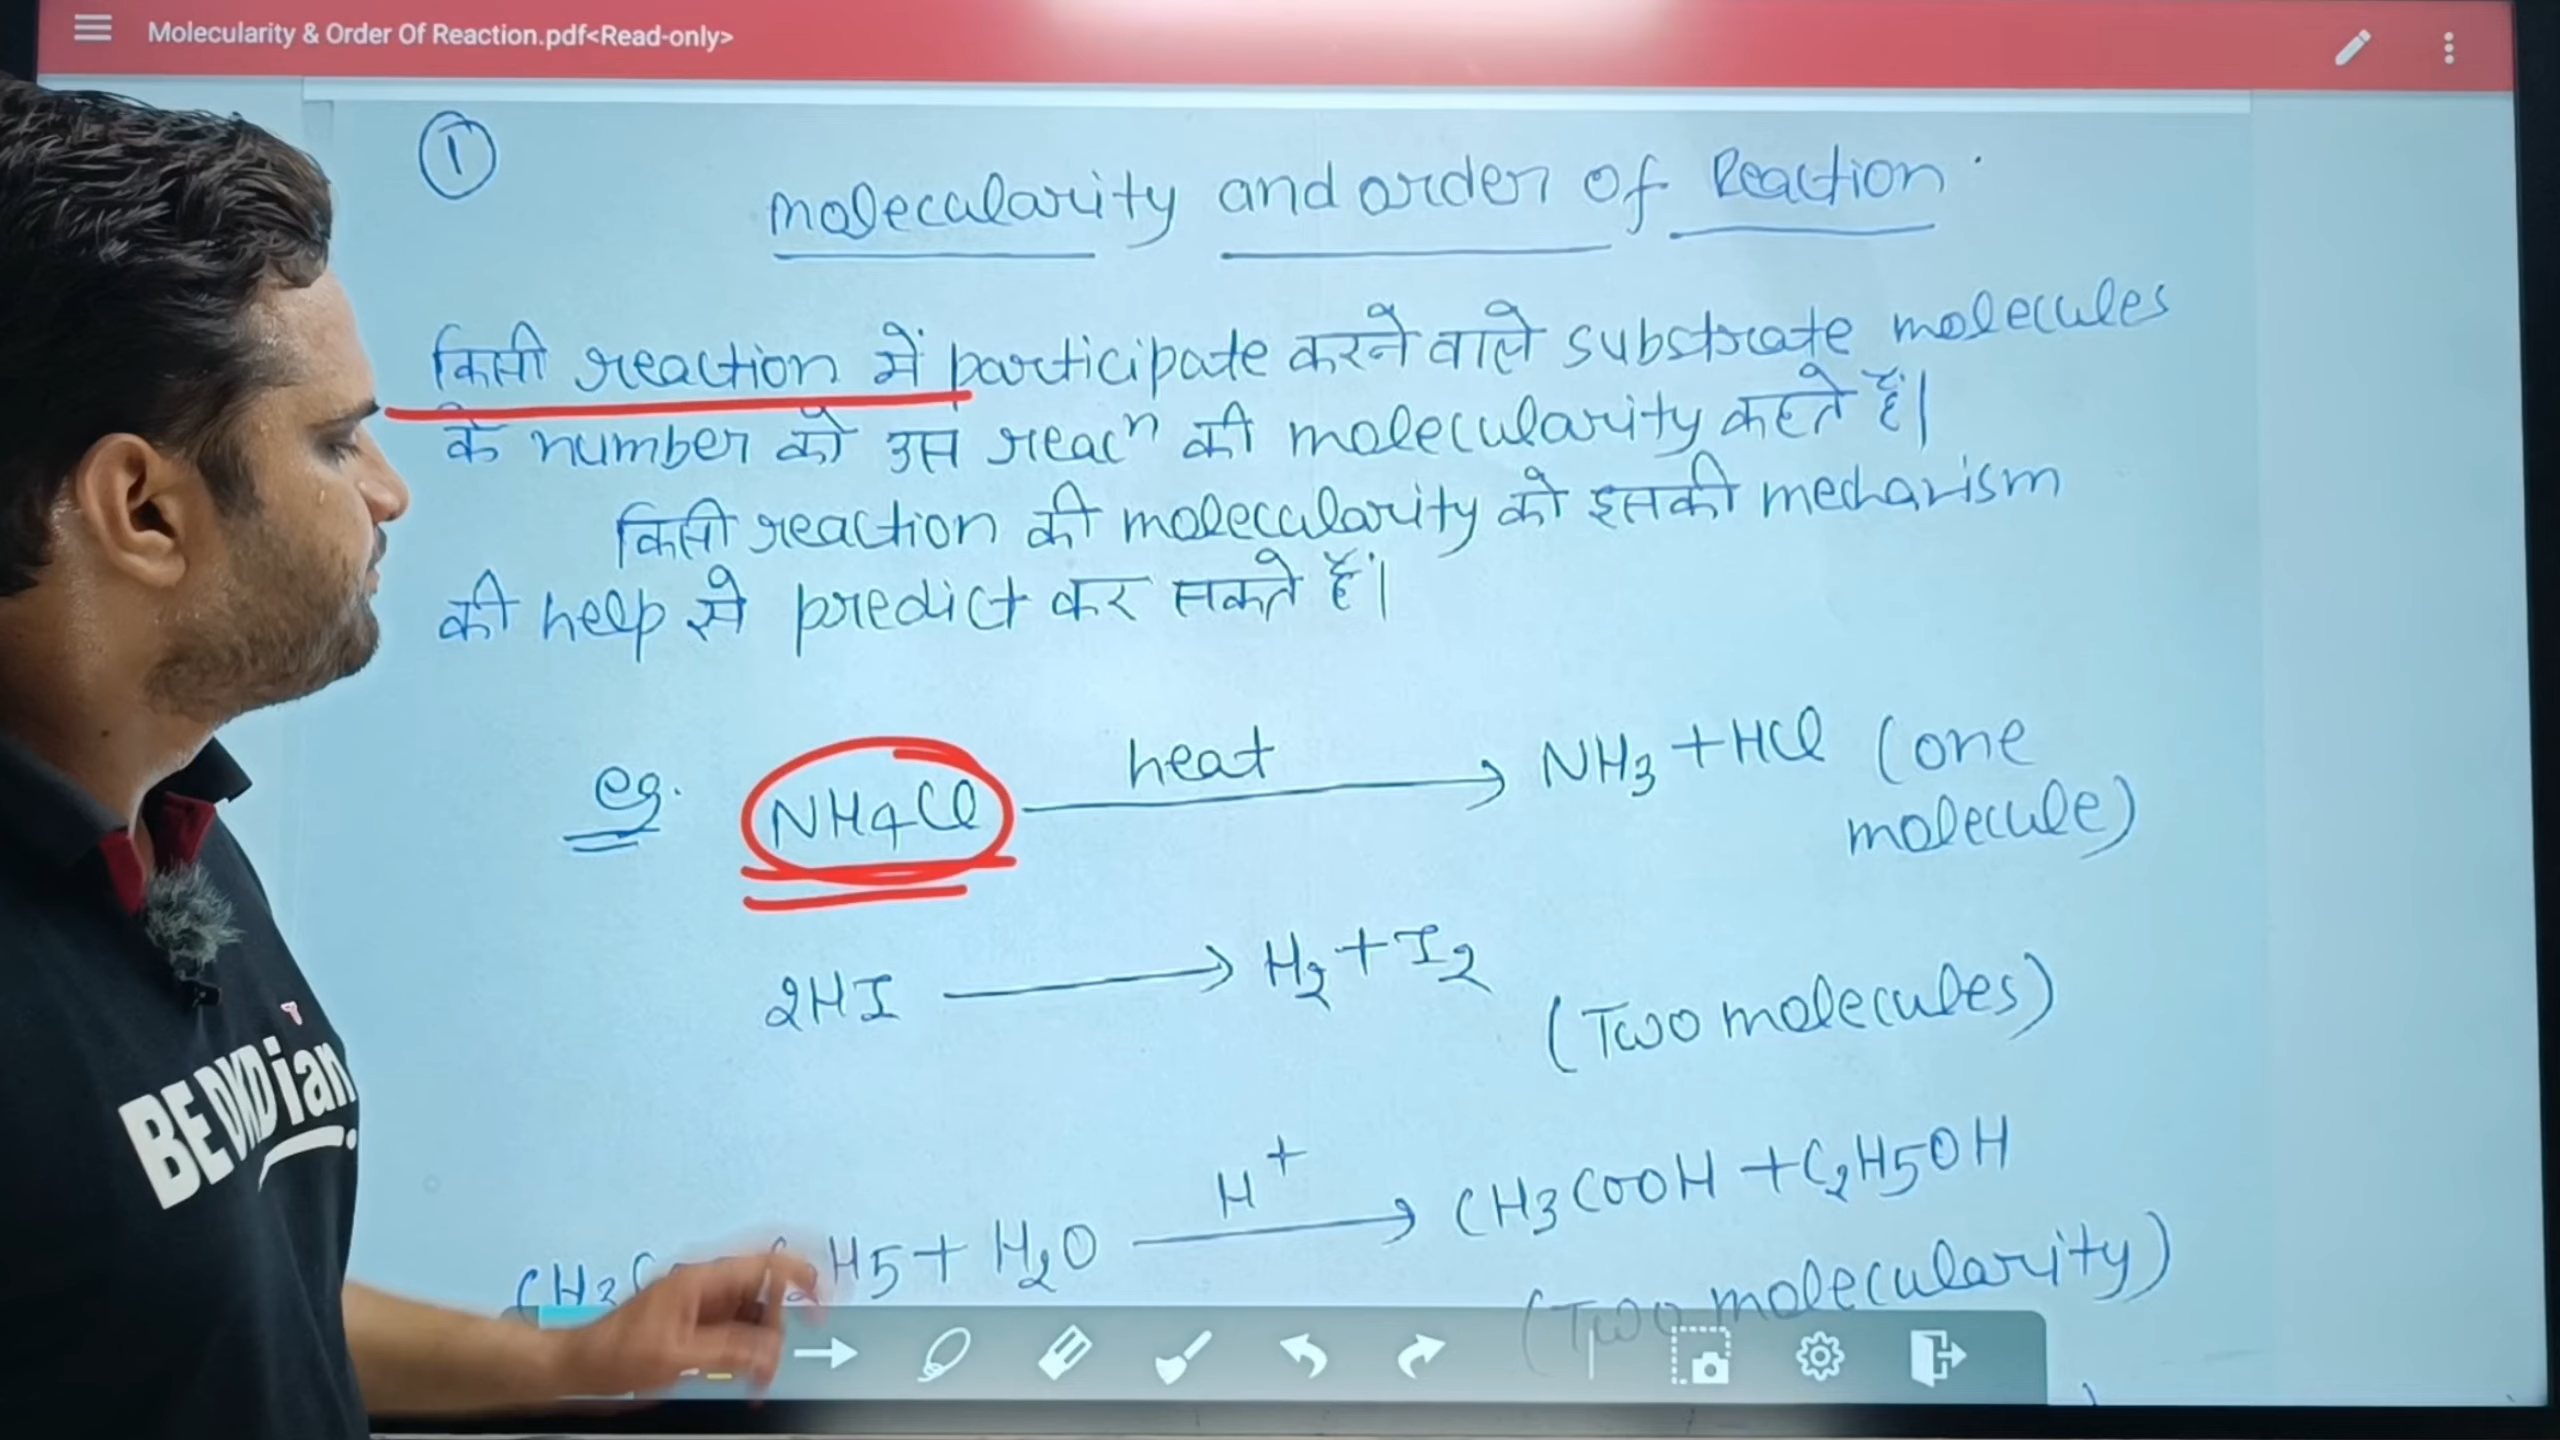 Molecularity & Order Of Reaction.pdf<Read-only>
1
Molecularity and order of Reaction
किसी reaction में participate करने वाले substrate molecules
के number को उस reacⁿ की molecularity कहते हैं।
किसी reaction की molecularity को इसकी mechanism
की help से predict कर सकते हैं।
eg. NH4Cl heat → NH3 + HCl (one
molecule)
2HI → H2 + I2 (Two molecules)
H5 + H2O H+ → CH3COOH + C2H5OH
(Two molecularity)
BEDKDian